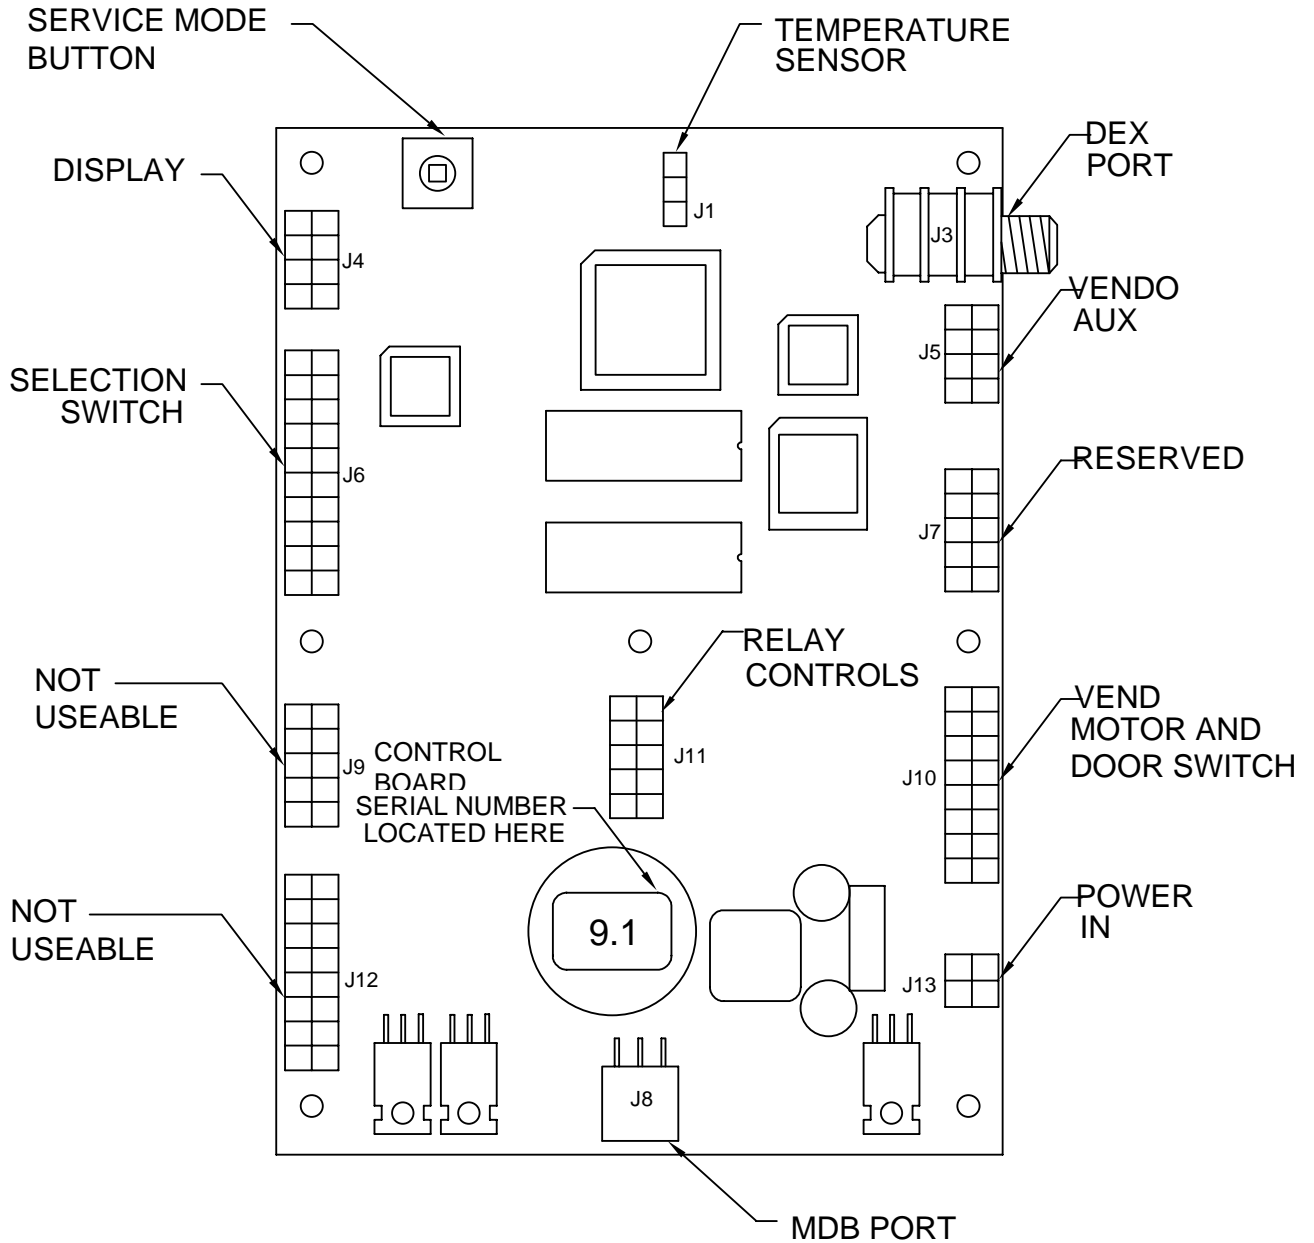 SERVICE MODE
BUTTON
TEMPERATURE
SENSOR
DISPLAY
DEX
PORT
J1
J3
J4
VENDO
AUX
J5
SELECTION
SWITCH
J6
RESERVED
J7
RELAY
CONTROLS
NOT
USEABLE
VEND
MOTOR AND
DOOR SWITCH
J9
CONTROL
BOARD
SERIAL NUMBER
LOCATED HERE
J11
J10
NOT
USEABLE
9.1
POWER
IN
J12
J13
J8
MDB PORT